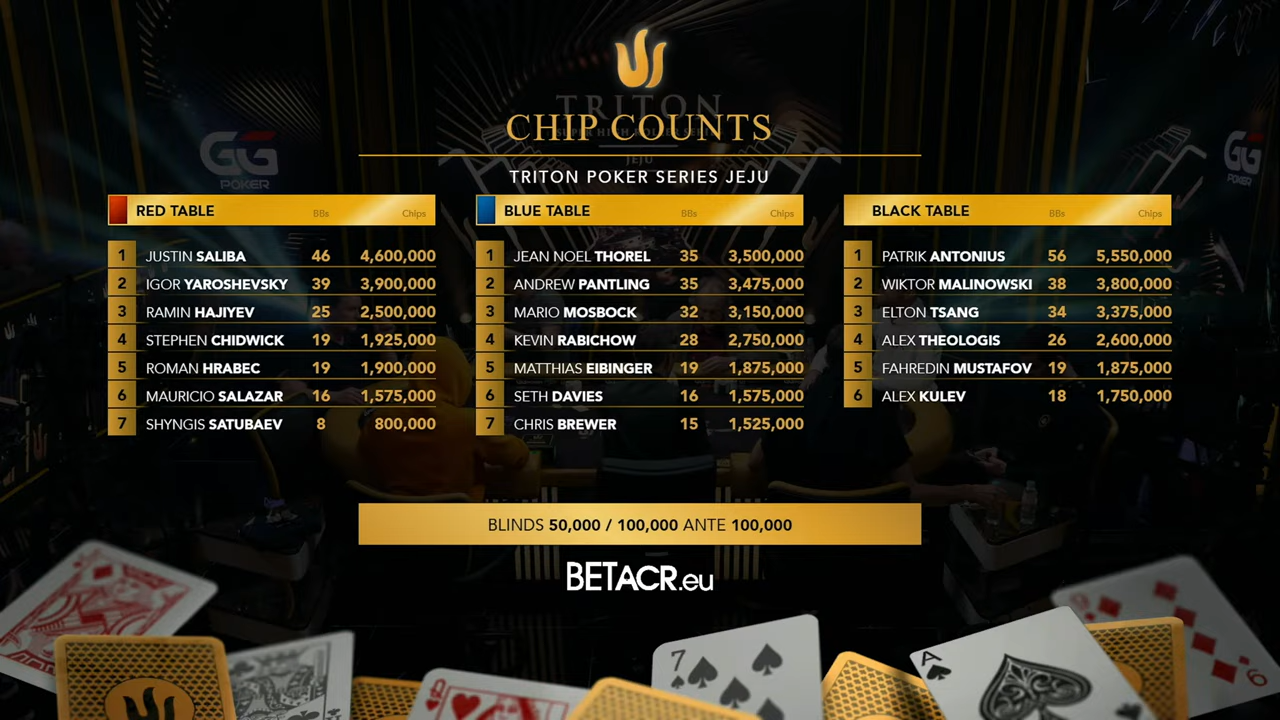 TRITON
CHIP COUNTS
JEJU
TRITON POKER SERIES JEJU
GG
POKER
GG
POKER
RED TABLE BBs Chips
1 JUSTIN SALIBA 46 4,600,000
2 IGOR YAROSHEVSKY 39 3,900,000
3 RAMIN HAJIYEV 25 2,500,000
4 STEPHEN CHIDWICK 19 1,925,000
5 ROMAN HRABEC 19 1,900,000
6 MAURICIO SALAZAR 16 1,575,000
7 SHYNGIS SATUBAEV 8 800,000
BLUE TABLE BBs Chips
1 JEAN NOEL THOREL 35 3,500,000
2 ANDREW PANTLING 35 3,475,000
3 MARIO MOSBOCK 32 3,150,000
4 KEVIN RABICHOW 28 2,750,000
5 MATTHIAS EIBINGER 19 1,875,000
6 SETH DAVIES 16 1,575,000
7 CHRIS BREWER 15 1,525,000
BLACK TABLE BBs Chips
1 PATRIK ANTONIUS 56 5,550,000
2 WIKTOR MALINOWSKI 38 3,800,000
3 ELTON TSANG 34 3,375,000
4 ALEX THEOLOGIS 26 2,600,000
5 FAHREDIN MUSTAFOV 19 1,875,000
6 ALEX KULEV 18 1,750,000
BLINDS 50,000 / 100,000 ANTE 100,000
BETACR.eu
Q
7
A